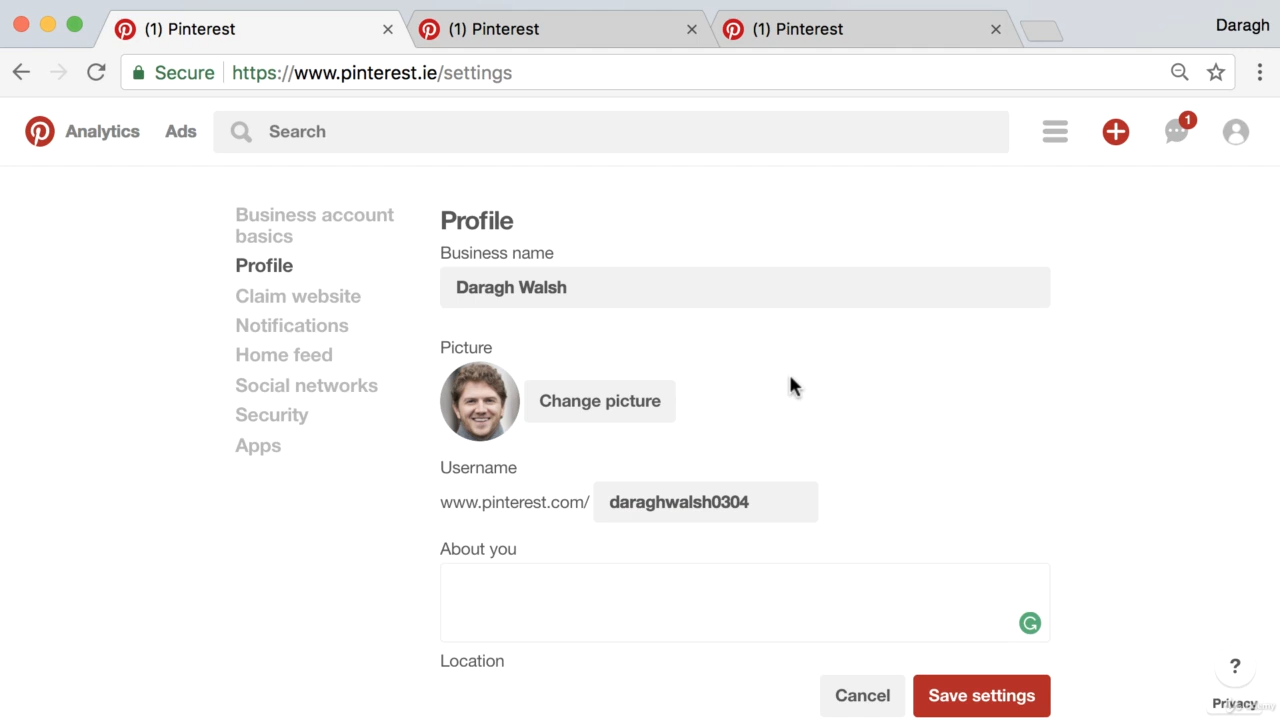 (1) Pinterest
(1) Pinterest
(1) Pinterest
Daragh
Secure
https://www.pinterest.ie/settings
Analytics
Ads
Search
1
Business account
basics
Profile
Claim website
Notifications
Home feed
Social networks
Security
Apps
Profile
Business name
Daragh Walsh
Picture
Change picture
Username
www.pinterest.com/
daraghwalsh0304
About you
Location
Cancel
Save settings
?
Privacy